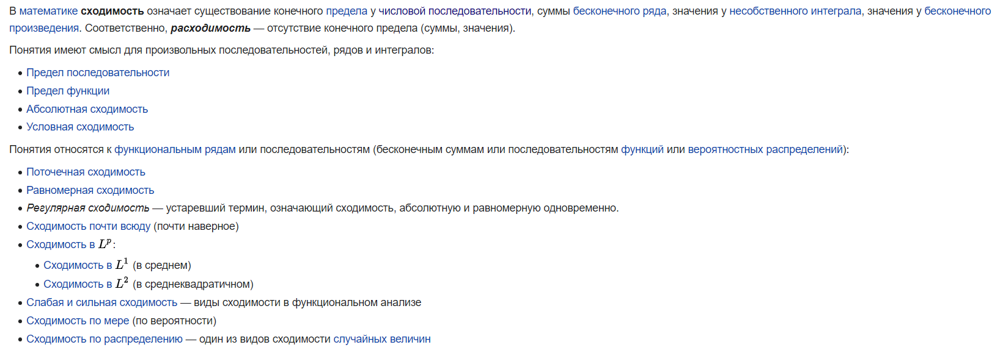 В математике сходимость означает существование конечного предела у числовой последовательности, суммы бесконечного ряда, значения у несобственного интеграла, значения у бесконечного
произведения. Соответственно, расходимость — отсутствие конечного предела (суммы, значения).
Понятия имеют смысл для произвольных последовательностей, рядов и интегралов:
• Предел последовательности
• Предел функции
• Абсолютная сходимость
• Условная сходимость
Понятия относятся к функциональным рядам или последовательностям (бесконечным суммам или последовательностям функций или вероятностных распределений):
• Поточечная сходимость
• Равномерная сходимость
• Регулярная сходимость — устаревший термин, означающий сходимость, абсолютную и равномерную одновременно.
• Сходимость почти всюду (почти наверное)
• Сходимость в L^p:
• Сходимость в L^1 (в среднем)
• Сходимость в L^2 (в среднеквадратичном)
• Слабая и сильная сходимость — виды сходимости в функциональном анализе
• Сходимость по мере (по вероятности)
• Сходимость по распределению — один из видов сходимости случайных величин